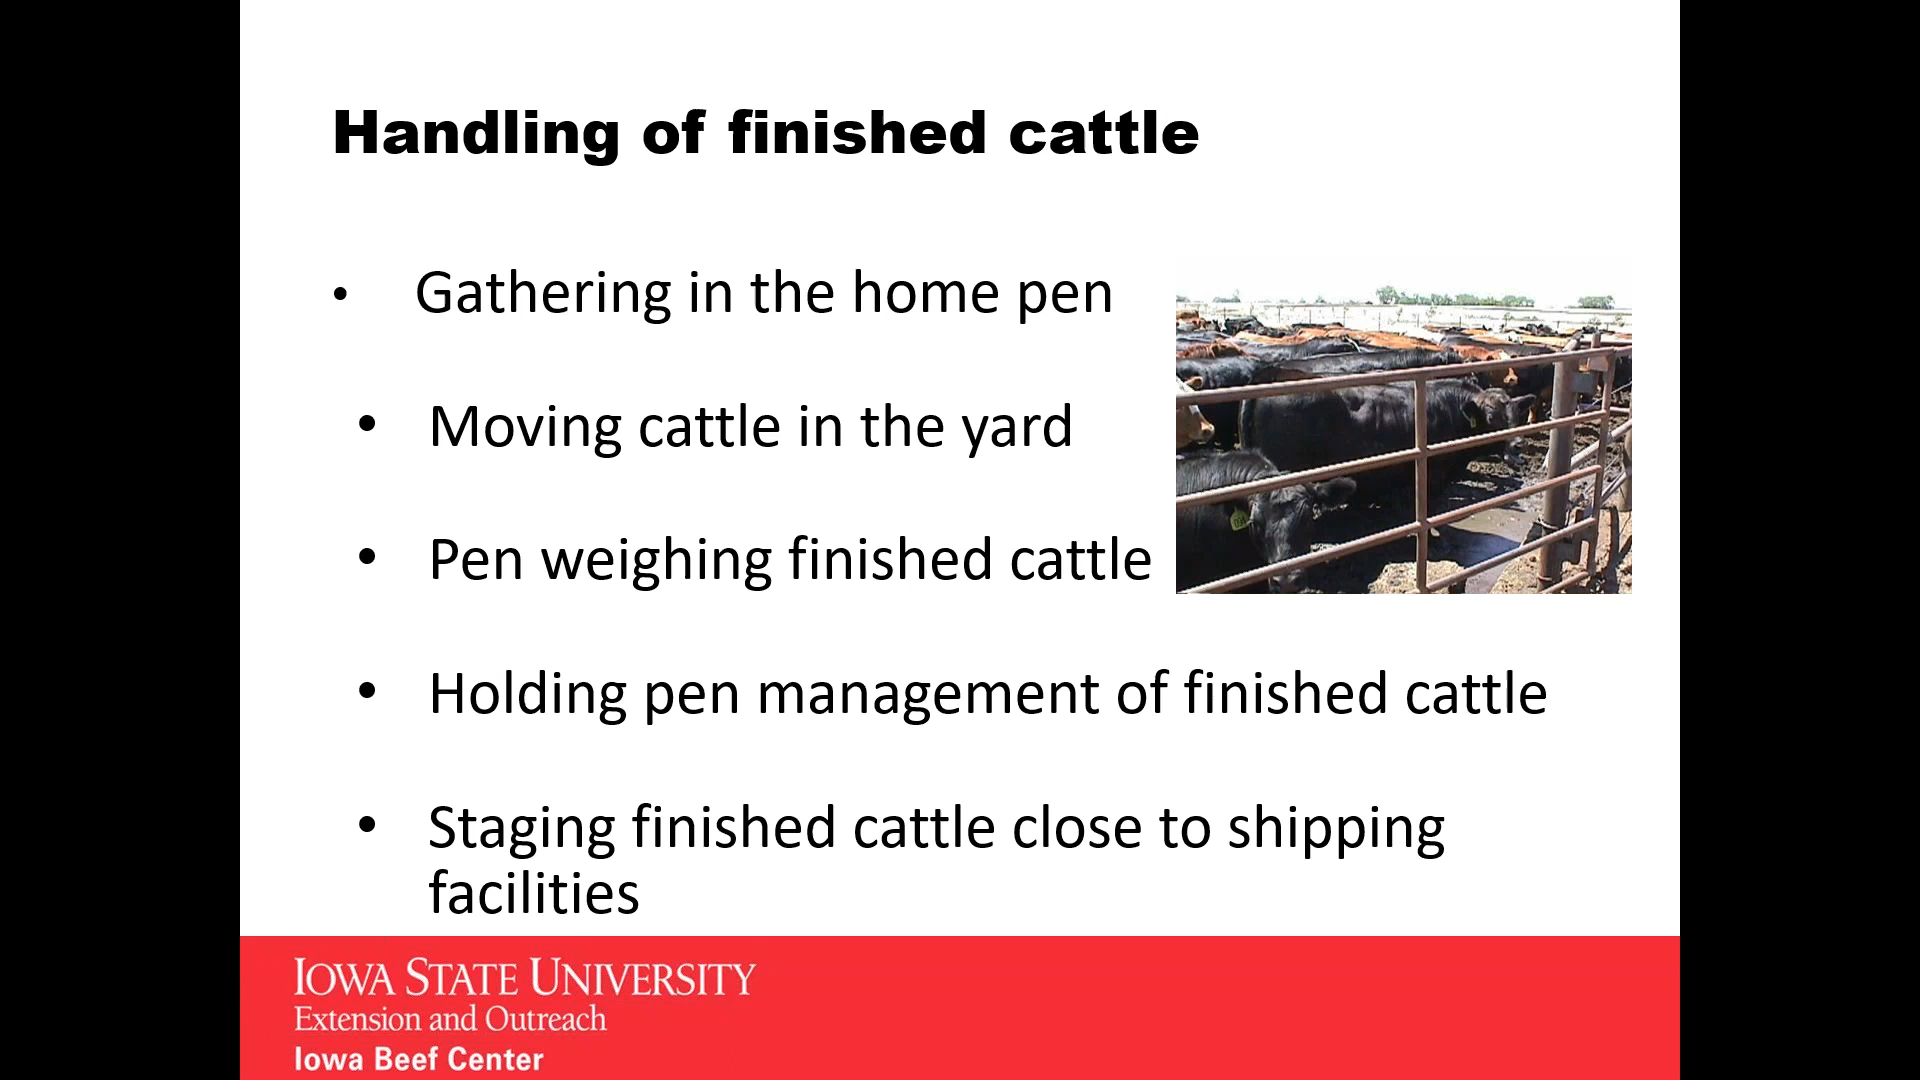 Handling of finished cattle
• Gathering in the home pen
• Moving cattle in the yard
• Pen weighing finished cattle
• Holding pen management of finished cattle
• Staging finished cattle close to shipping
facilities
IOWA STATE UNIVERSITY
Extension and Outreach
Iowa Beef Center